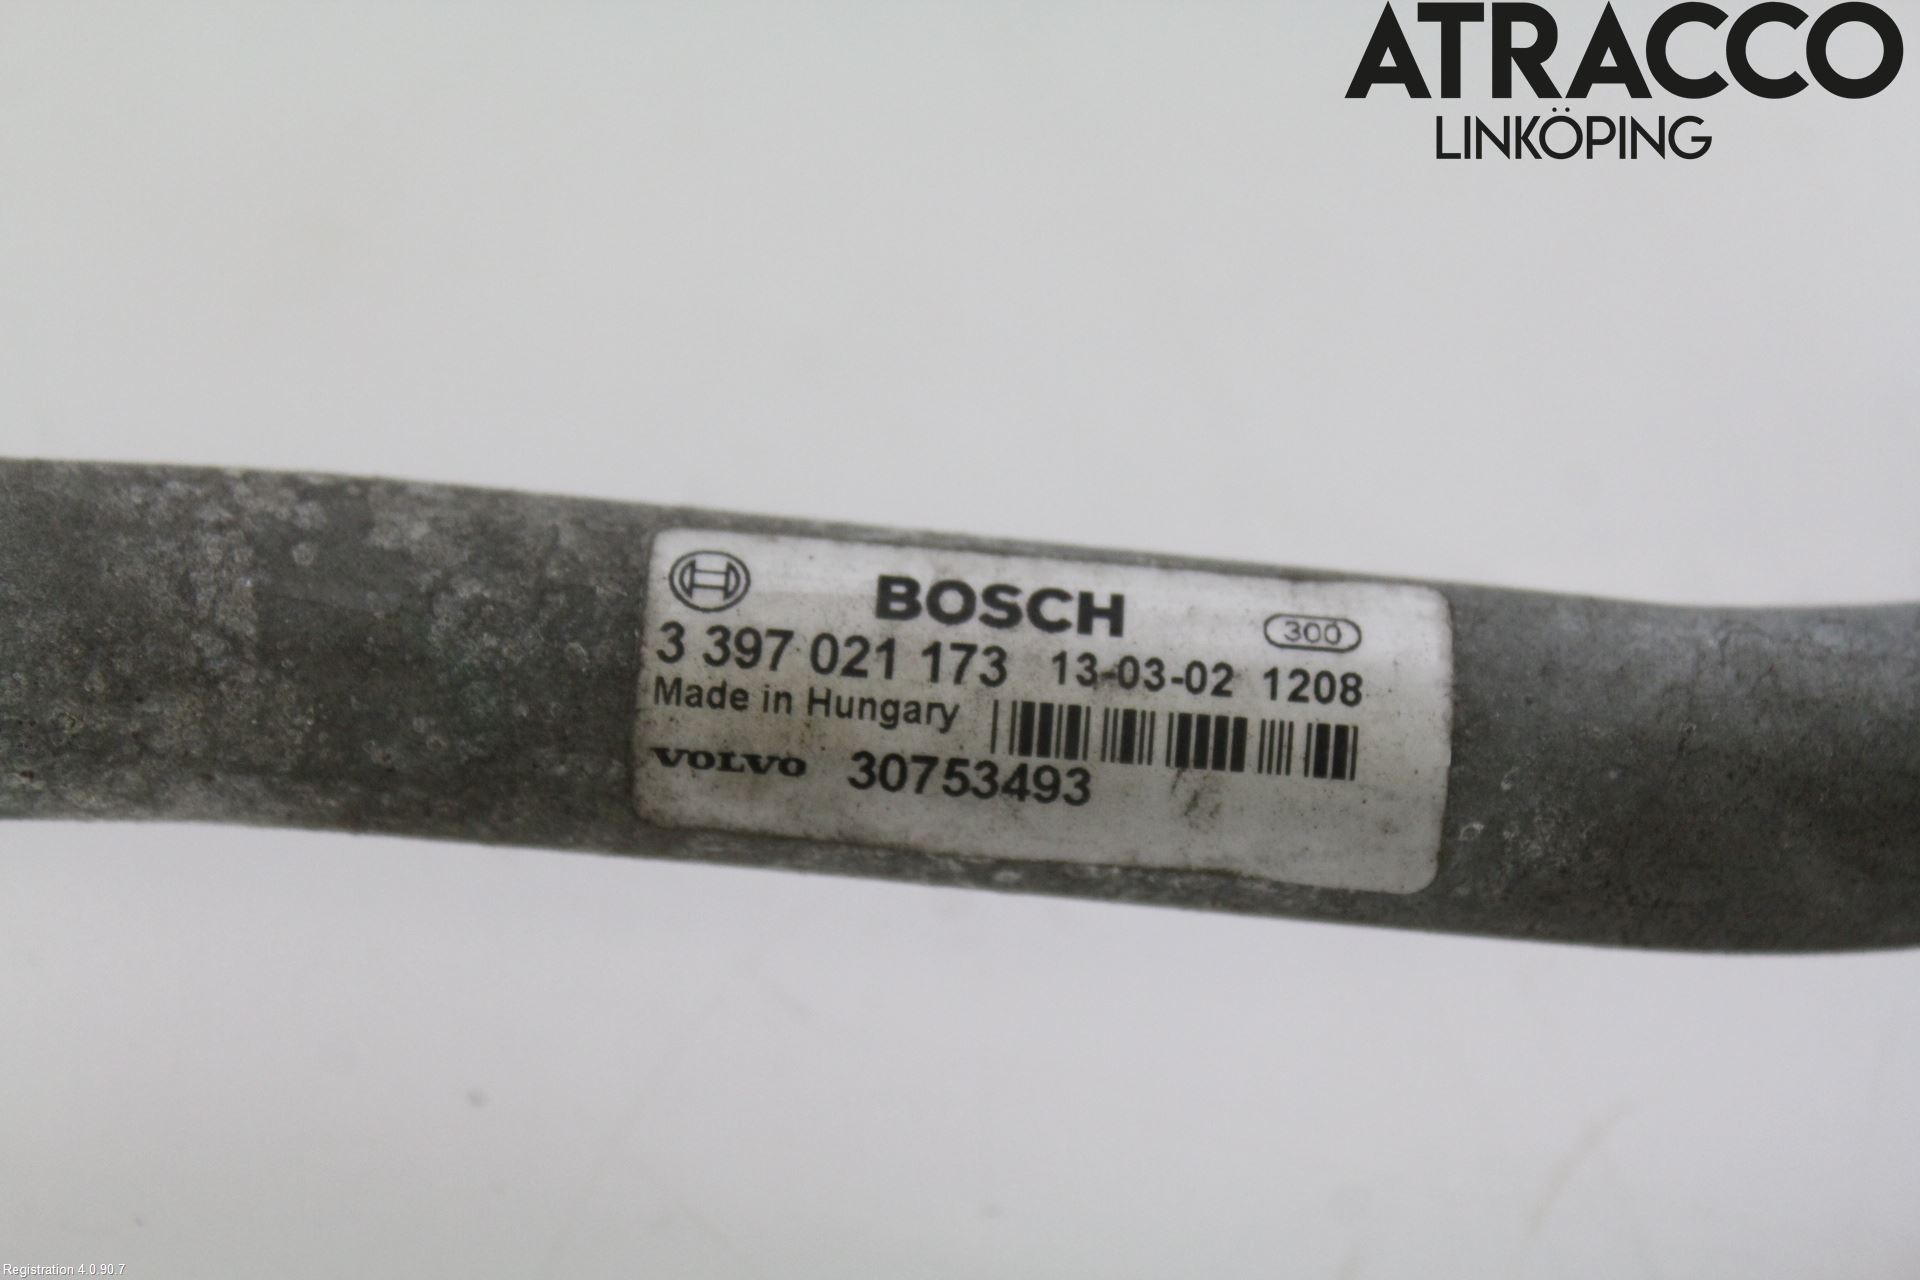 ATRACCO
LINKÖPING
BOSCH
300
3 397 021 173 13-03-02 1208
Made in Hungary
VOLVO 30753493
Registration 4.0.90.7